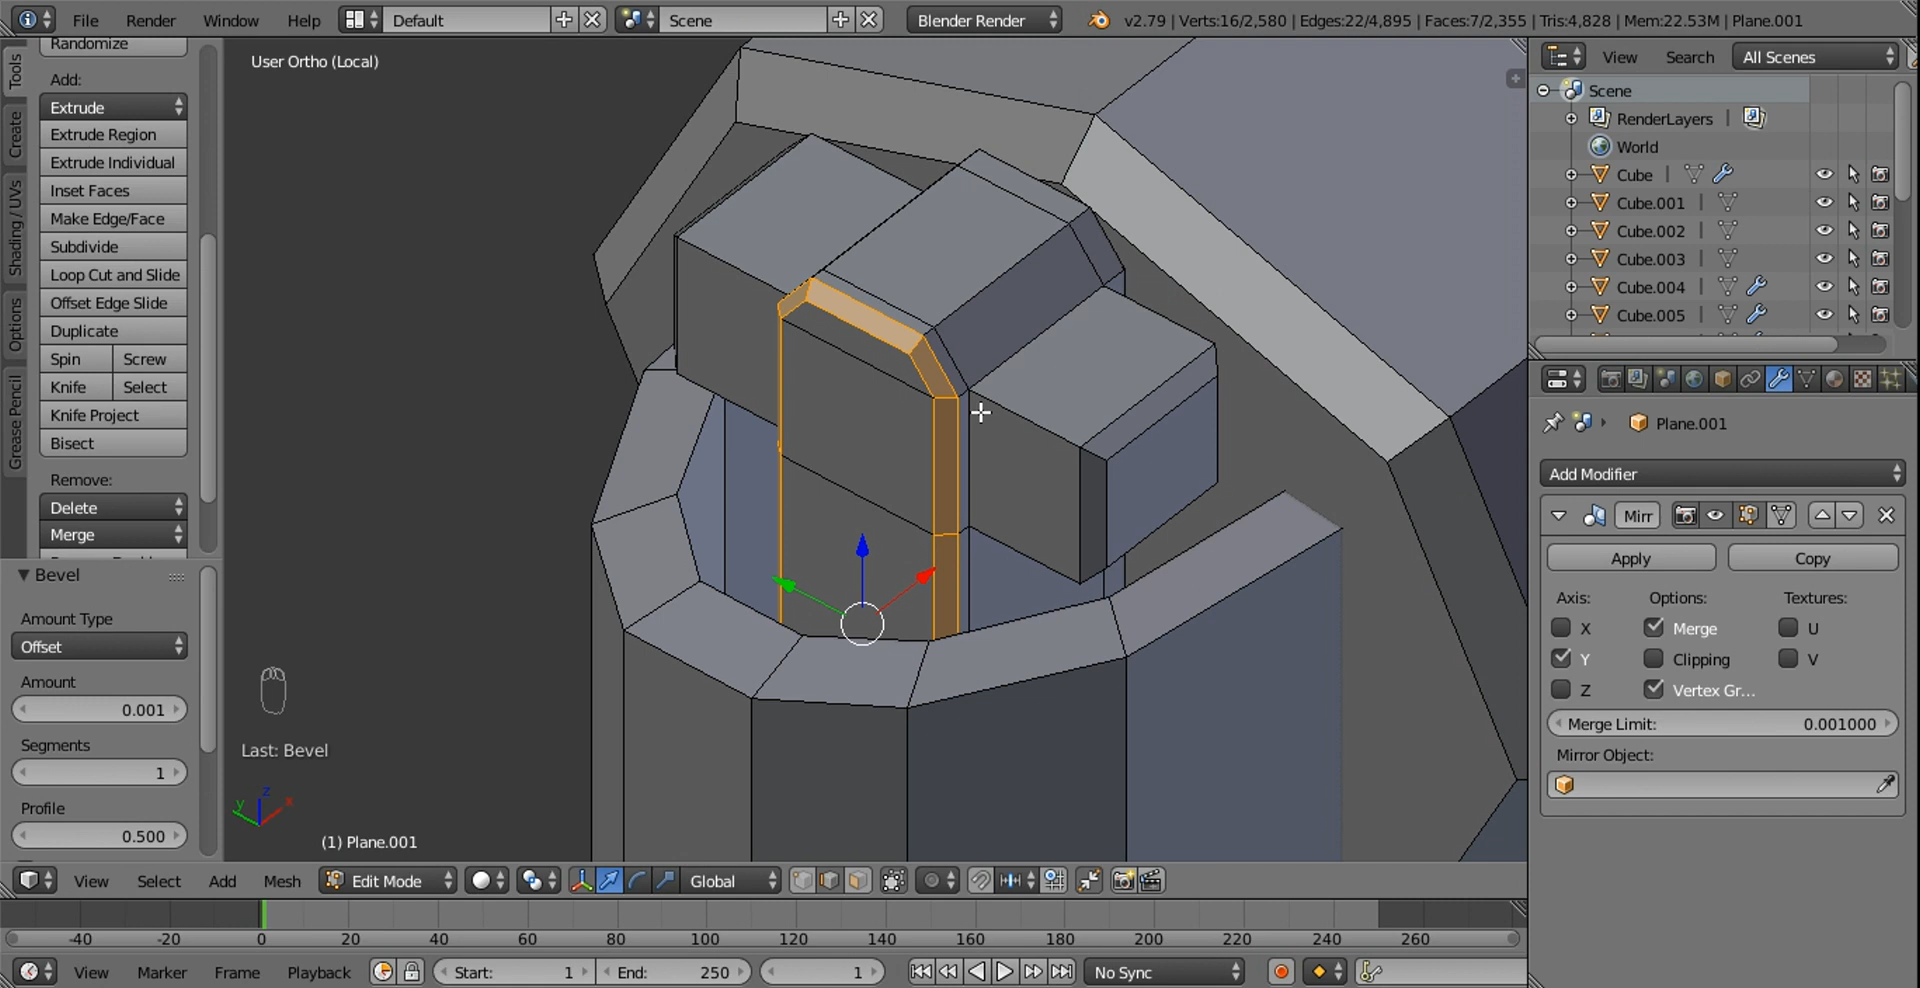 File Render Window Help Default Scene Blender Render v2.79 | Verts:16/2,580 | Edges:22/4,895 | Faces:7/2,355 | Tris:4,828 | Mem:22.53M | Plane.001
Tools
Create
Shading / UVs
Options
Grease Pencil
Randomize
Add:
Extrude
Extrude Region
Extrude Individual
Inset Faces
Make Edge/Face
Subdivide
Loop Cut and Slide
Offset Edge Slide
Duplicate
Spin Screw
Knife Select
Knife Project
Bisect
Remove:
Delete
Merge
Bevel
Amount Type
Offset
Amount
0.001
Segments
1
Profile
0.500
User Ortho (Local)
Last: Bevel
y z x
(1) Plane.001
View Select Add Mesh Edit Mode Global
-40 -20 0 20 40 60 80 100 120 140 160 180 200 220 240 260
View Marker Frame Playback Start: 1 End: 250 1 No Sync
View Search All Scenes
Scene
RenderLayers |
World
Cube |
Cube.001 |
Cube.002 |
Cube.003 |
Cube.004 |
Cube.005 |
Plane.001
Add Modifier
Mirr
Apply Copy
Axis: Options: Textures:
X Merge U
Y Clipping V
Z Vertex Gr...
Merge Limit: 0.001000
Mirror Object: